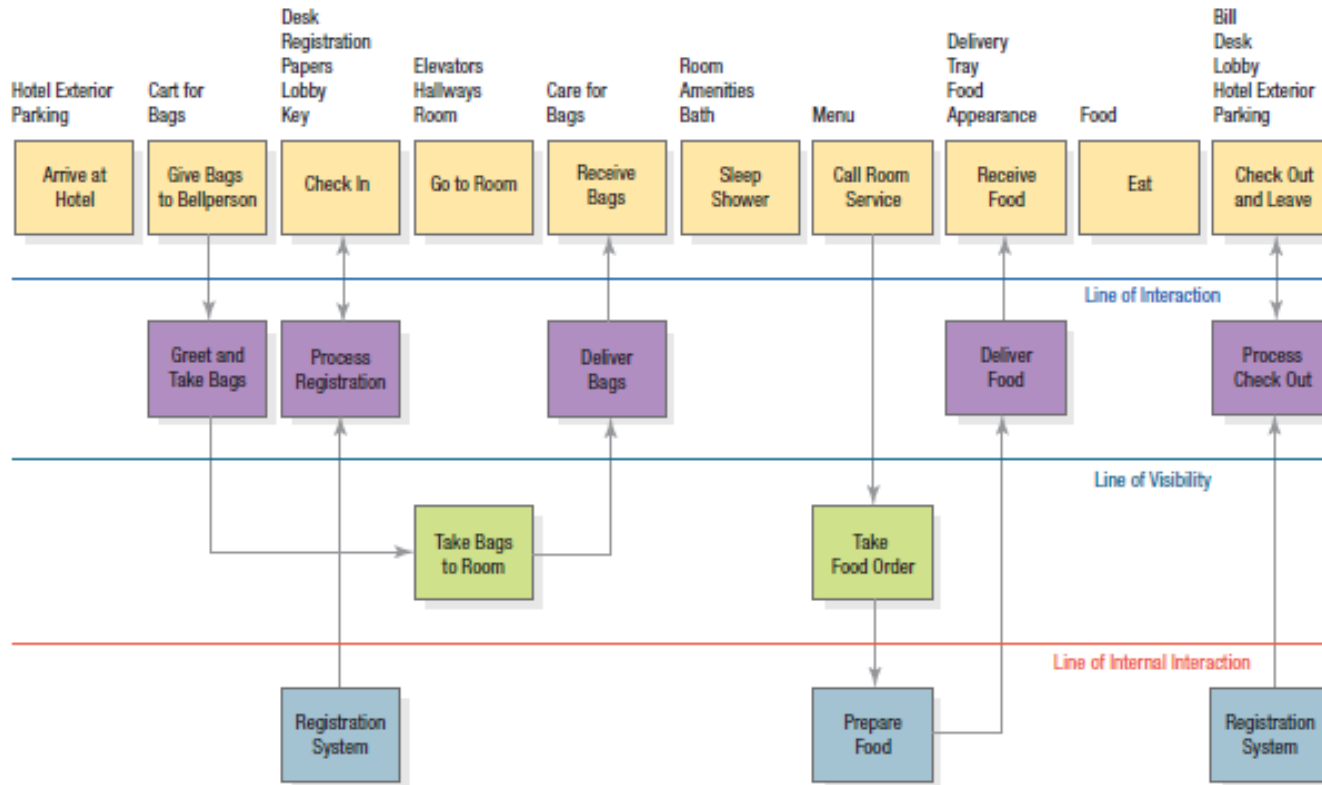 Hotel Exterior
Parking
Cart for
Bags
Desk
Registration
Papers
Lobby
Key
Elevators
Hallways
Room
Care for
Bags
Room
Amenities
Bath
Menu
Delivery
Tray
Food
Appearance
Food
Bill
Desk
Lobby
Hotel Exterior
Parking
Arrive at
Hotel
Give Bags
to Bellperson
Check In
Go to Room
Receive
Bags
Sleep
Shower
Call Room
Service
Receive
Food
Eat
Check Out
and Leave
Line of Interaction
Greet and
Take Bags
Process
Registration
Deliver
Bags
Deliver
Food
Process
Check Out
Line of Visibility
Take Bags
to Room
Take
Food Order
Line of Internal Interaction
Registration
System
Prepare
Food
Registration
System